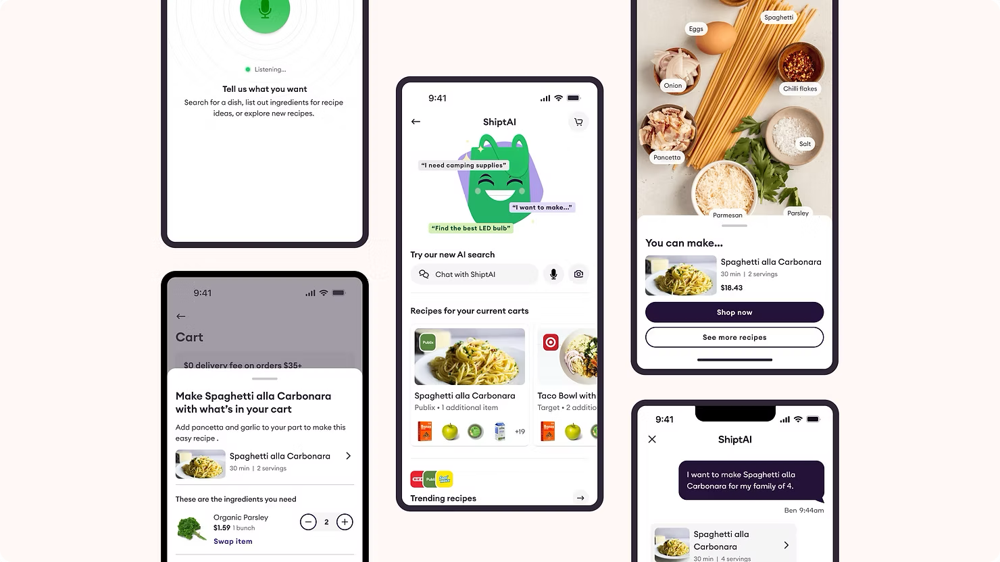 Listening...
Tell us what you want
Search for a dish, list out ingredients for recipe
ideas, or explore new recipes.
9:41
Cart
$0 delivery fee on orders $35+
Make Spaghetti alla Carbonara
with what's in your cart
Add pancetta and garlic to your part to make this
easy recipe .
Spaghetti alla Carbonara
30 min | 2 servings
These are the ingredients you need
Organic Parsley
$1.59 1 bunch
2
Swap item
9:41
ShiptAI
“I need camping supplies”
“I want to make...”
“Find the best LED bulb”
Try our new AI search
Chat with ShiptAI
Recipes for your current carts
Publix
Spaghetti alla Carbonara
Publix • 1 additional item
+19
Taco Bowl with
Target • 2 additio
Trending recipes
Spaghetti
Eggs
Onion
Chilli flakes
Salt
Pancetta
Parsley
Parmesan
You can make...
Spaghetti alla Carbonara
30 min | 2 servings
$18.43
Shop now
See more recipes
9:41
ShiptAI
I want to make Spaghetti alla
Carbonara for my family of 4.
Ben 9:44am
Spaghetti alla
Carbonara
30 min | 4 servings